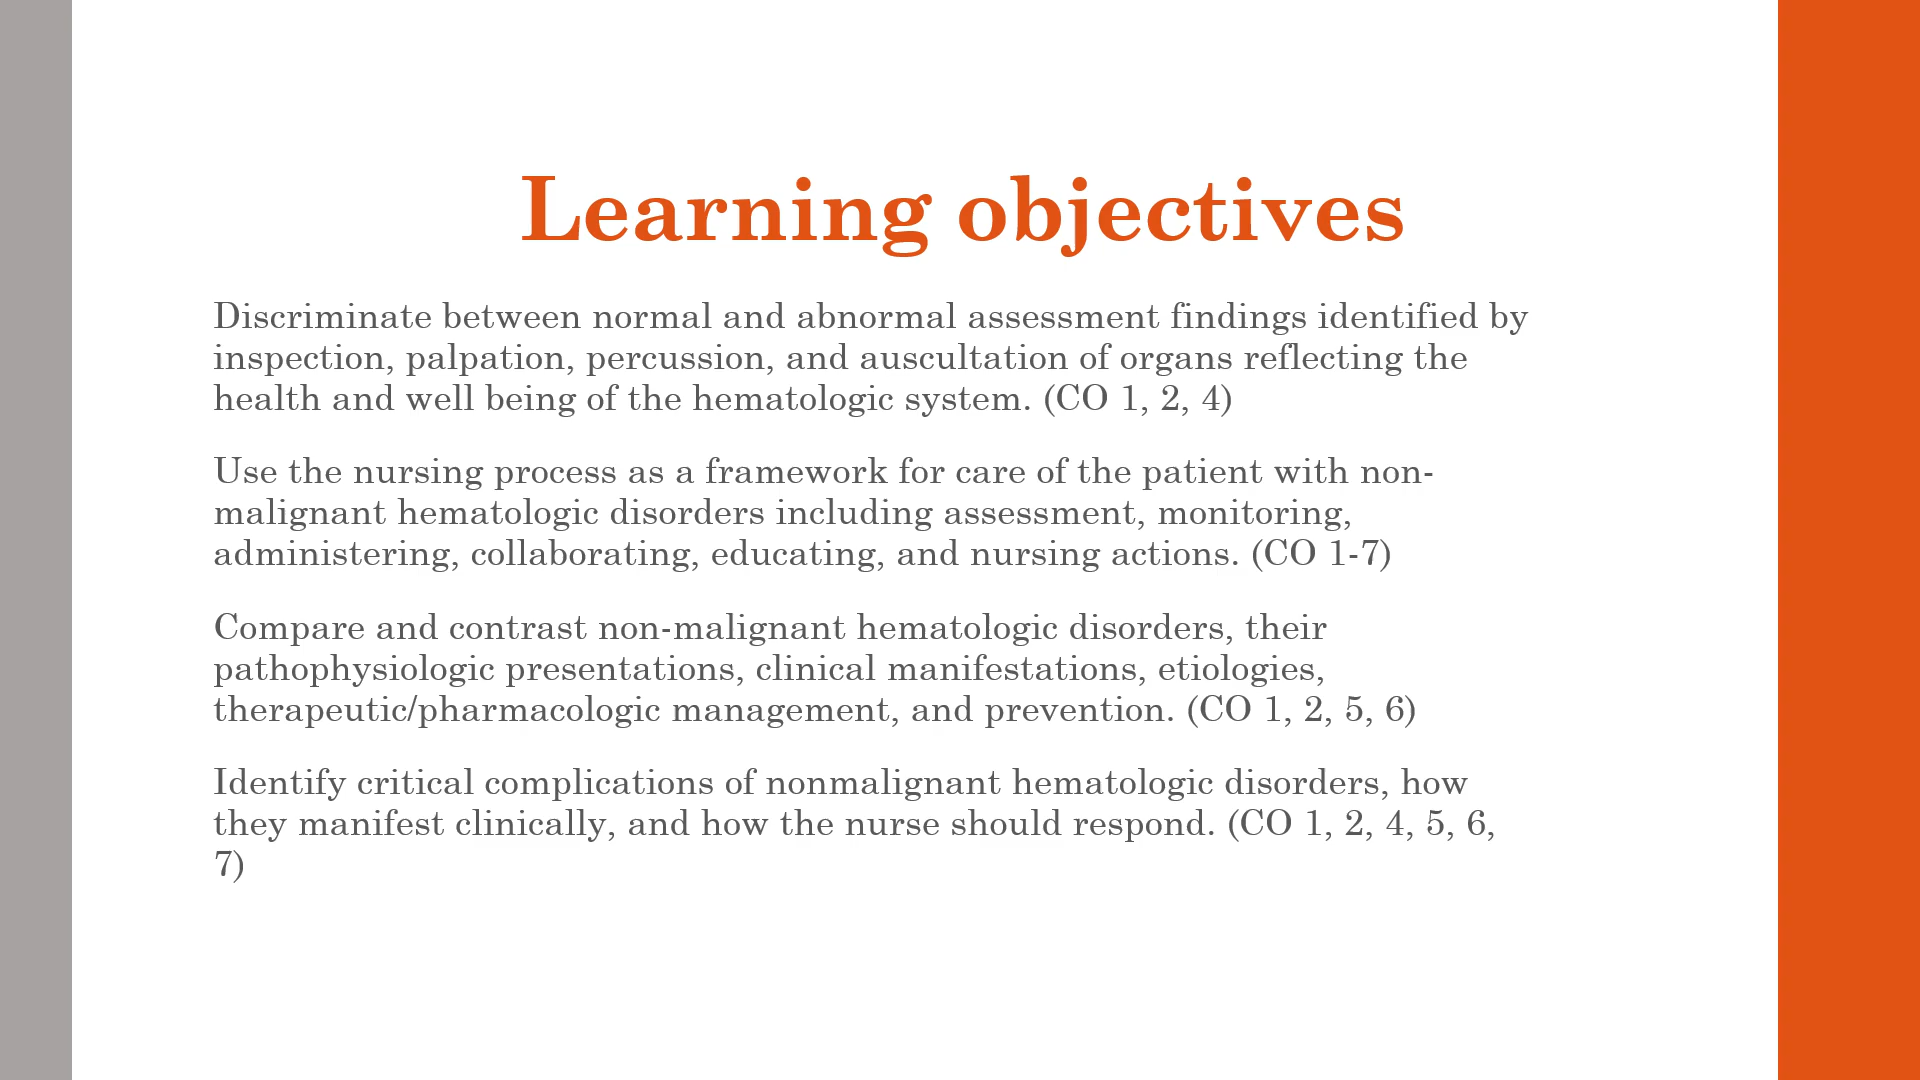 Learning objectives
Discriminate between normal and abnormal assessment findings identified by
inspection, palpation, percussion, and auscultation of organs reflecting the
health and well being of the hematologic system. (CO 1, 2, 4)
Use the nursing process as a framework for care of the patient with non-
malignant hematologic disorders including assessment, monitoring,
administering, collaborating, educating, and nursing actions. (CO 1-7)
Compare and contrast non-malignant hematologic disorders, their
pathophysiologic presentations, clinical manifestations, etiologies,
therapeutic/pharmacologic management, and prevention. (CO 1, 2, 5, 6)
Identify critical complications of nonmalignant hematologic disorders, how
they manifest clinically, and how the nurse should respond. (CO 1, 2, 4, 5, 6,
7)